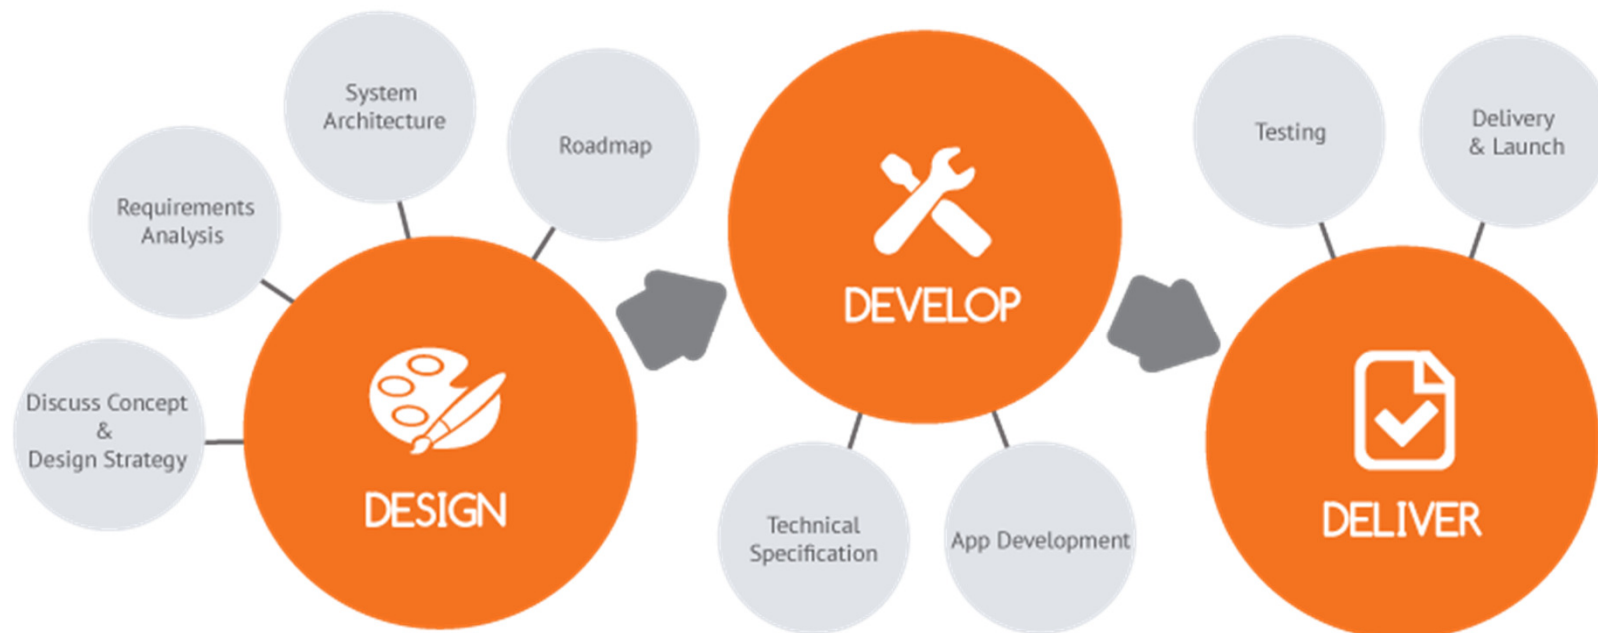 Discuss Concept
&
Design Strategy
Requirements
Analysis
System
Architecture
Roadmap
DESIGN
DEVELOP
Technical
Specification
App Development
Testing
Delivery
& Launch
DELIVER